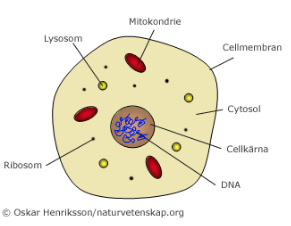 Mitokondrie
Lysosom
Cellmembran
Cytosol
Cellkärna
Ribosom
DNA
© Oskar Henriksson/naturvetenskap.org